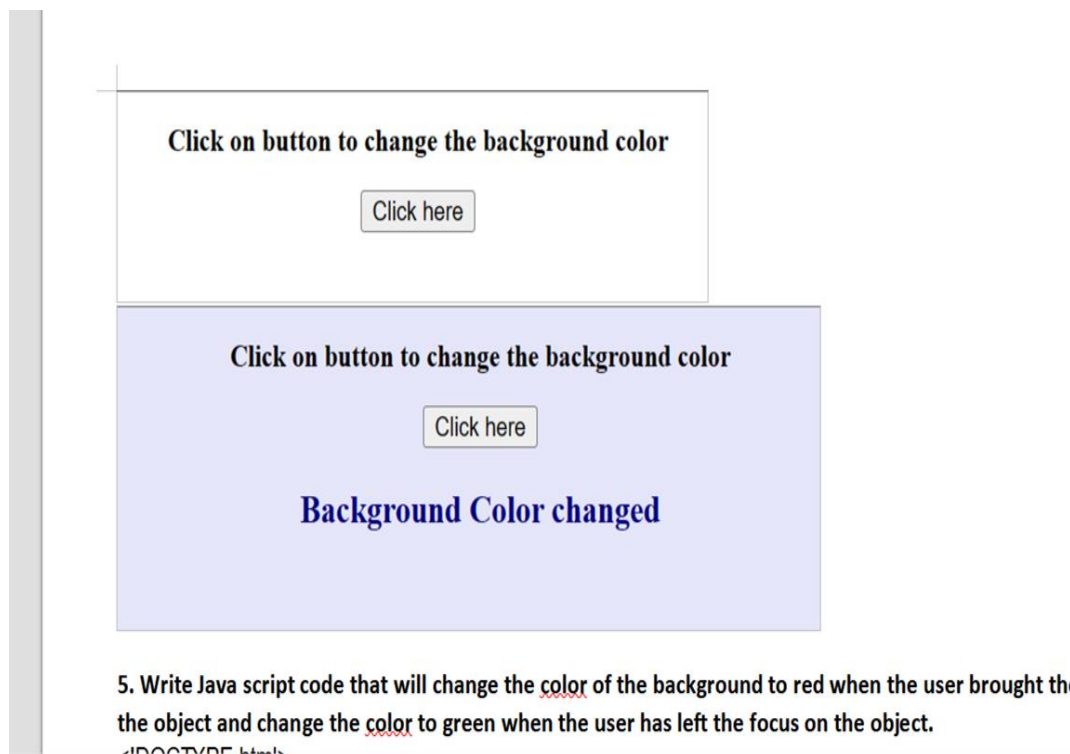 Click on button to change the background color
Click here
Click on button to change the background color
Click here
Background Color changed
5. Write Java script code that will change the color of the background to red when the user brought
the object and change the color to green when the user has left the focus on the object.
<!DOCTYPE html>